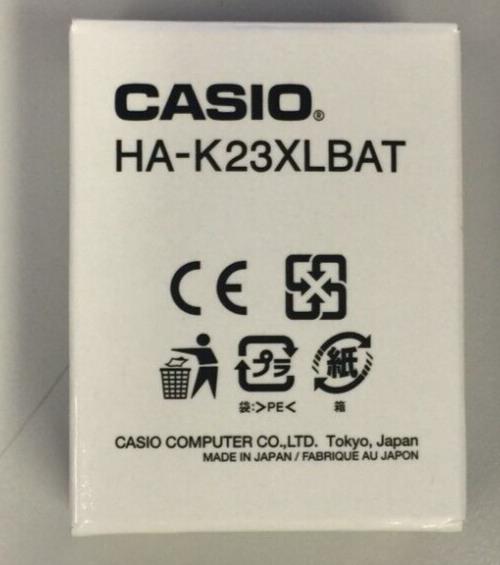 CASIO®
HA-K23XLBAT
CE
プラ 紙
袋:>PE< 箱
CASIO COMPUTER CO.,LTD. Tokyo, Japan
MADE IN JAPAN / FABRIQUE AU JAPON